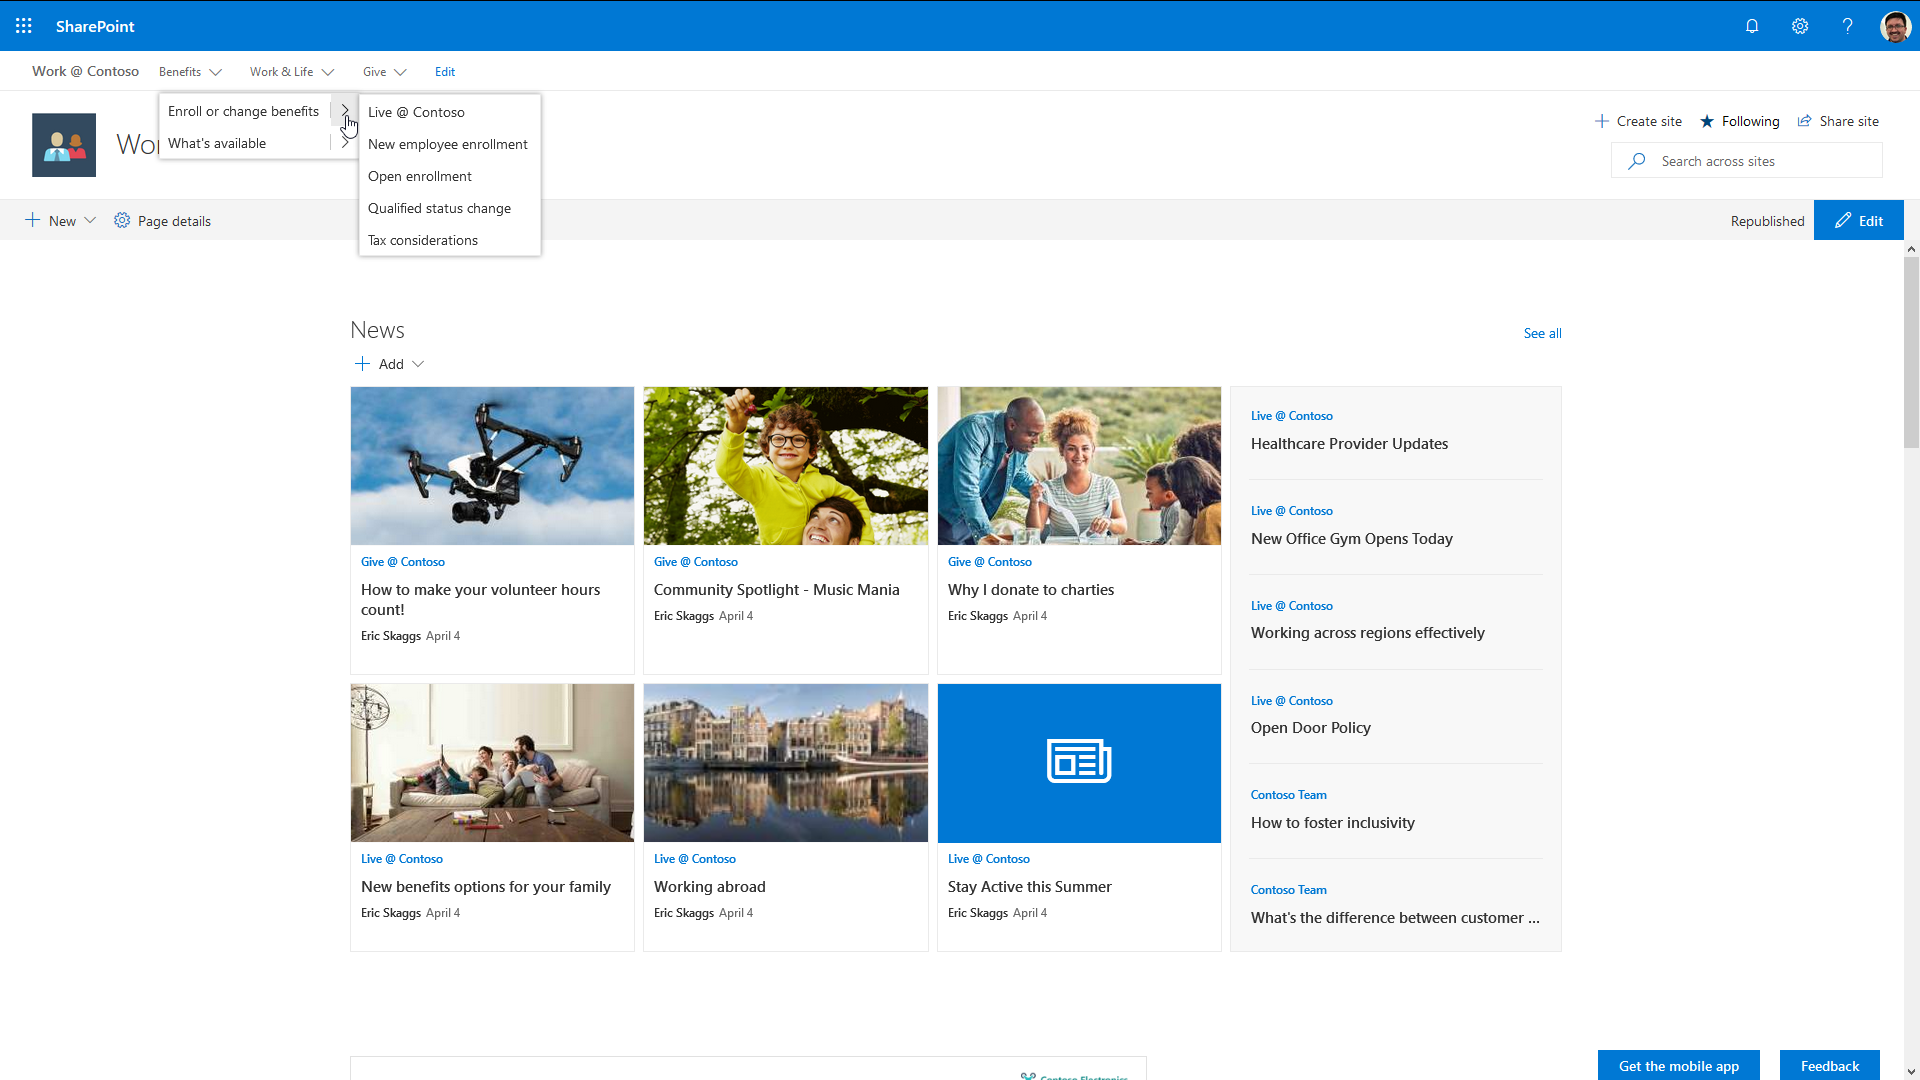 SharePoint
Work @ Contoso
Benefits
Work & Life
Give
Edit
Enroll or change benefits
What's available
Live @ Contoso
New employee enrollment
Open enrollment
Qualified status change
Tax considerations
Wor
Create site
Following
Share site
Search across sites
New
Page details
Republished
Edit
News
See all
Add
Give @ Contoso
How to make your volunteer hours
count!
Eric Skaggs April 4
Give @ Contoso
Community Spotlight - Music Mania
Eric Skaggs April 4
Give @ Contoso
Why I donate to charties
Eric Skaggs April 4
Live @ Contoso
Healthcare Provider Updates
Live @ Contoso
New Office Gym Opens Today
Live @ Contoso
Working across regions effectively
Live @ Contoso
Open Door Policy
Contoso Team
How to foster inclusivity
Contoso Team
What's the difference between customer ...
Live @ Contoso
New benefits options for your family
Eric Skaggs April 4
Live @ Contoso
Working abroad
Eric Skaggs April 4
Live @ Contoso
Stay Active this Summer
Eric Skaggs April 4
Contoso Electronics
Get the mobile app
Feedback